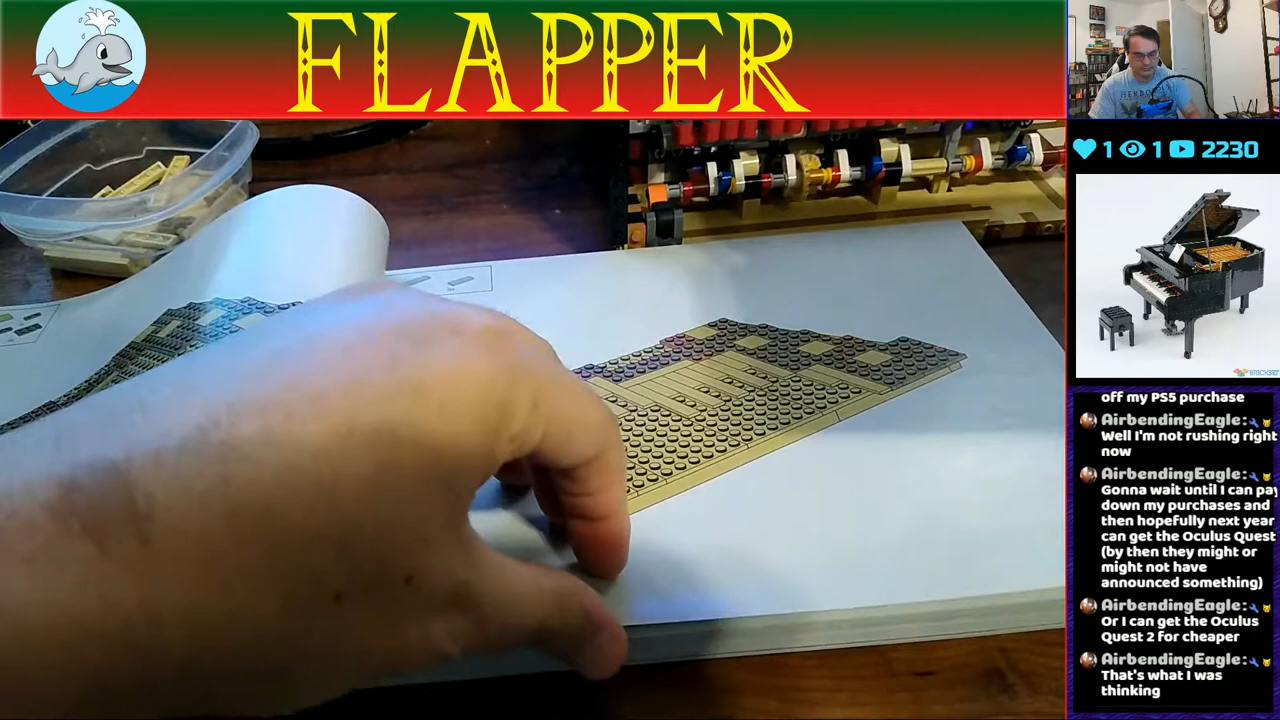 FLAPPER
1 1 2230
off my PS5 purchase
AirbendingEagle:
Well I'm not rushing right
now
AirbendingEagle:
Gonna wait until I can pay
down my purchases and
then hopefully next year
can get the Oculus Quest
(by then they might or
might not have
announced something)
AirbendingEagle:
Or I can get the Oculus
Quest 2 for cheaper
AirbendingEagle:
That's what I was
thinking